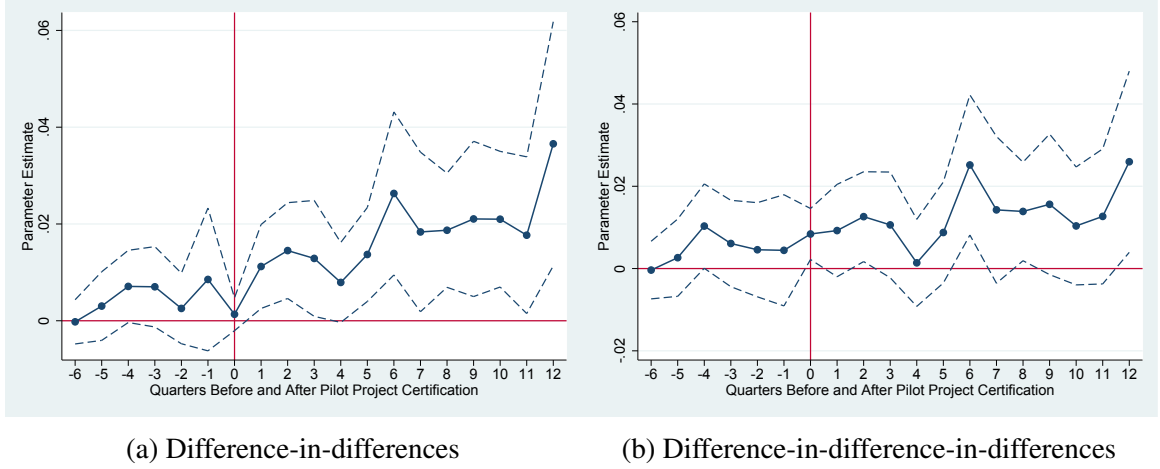 Parameter Estimate
0
.02
.04
.06
-6 -5 -4 -3 -2 -1 0 1 2 3 4 5 6 7 8 9 10 11 12
Quarters Before and After Pilot Project Certification
(a) Difference-in-differences
Parameter Estimate
-.02
0
.02
.04
.06
-6 -5 -4 -3 -2 -1 0 1 2 3 4 5 6 7 8 9 10 11 12
Quarters Before and After Pilot Project Certification
(b) Difference-in-difference-in-differences